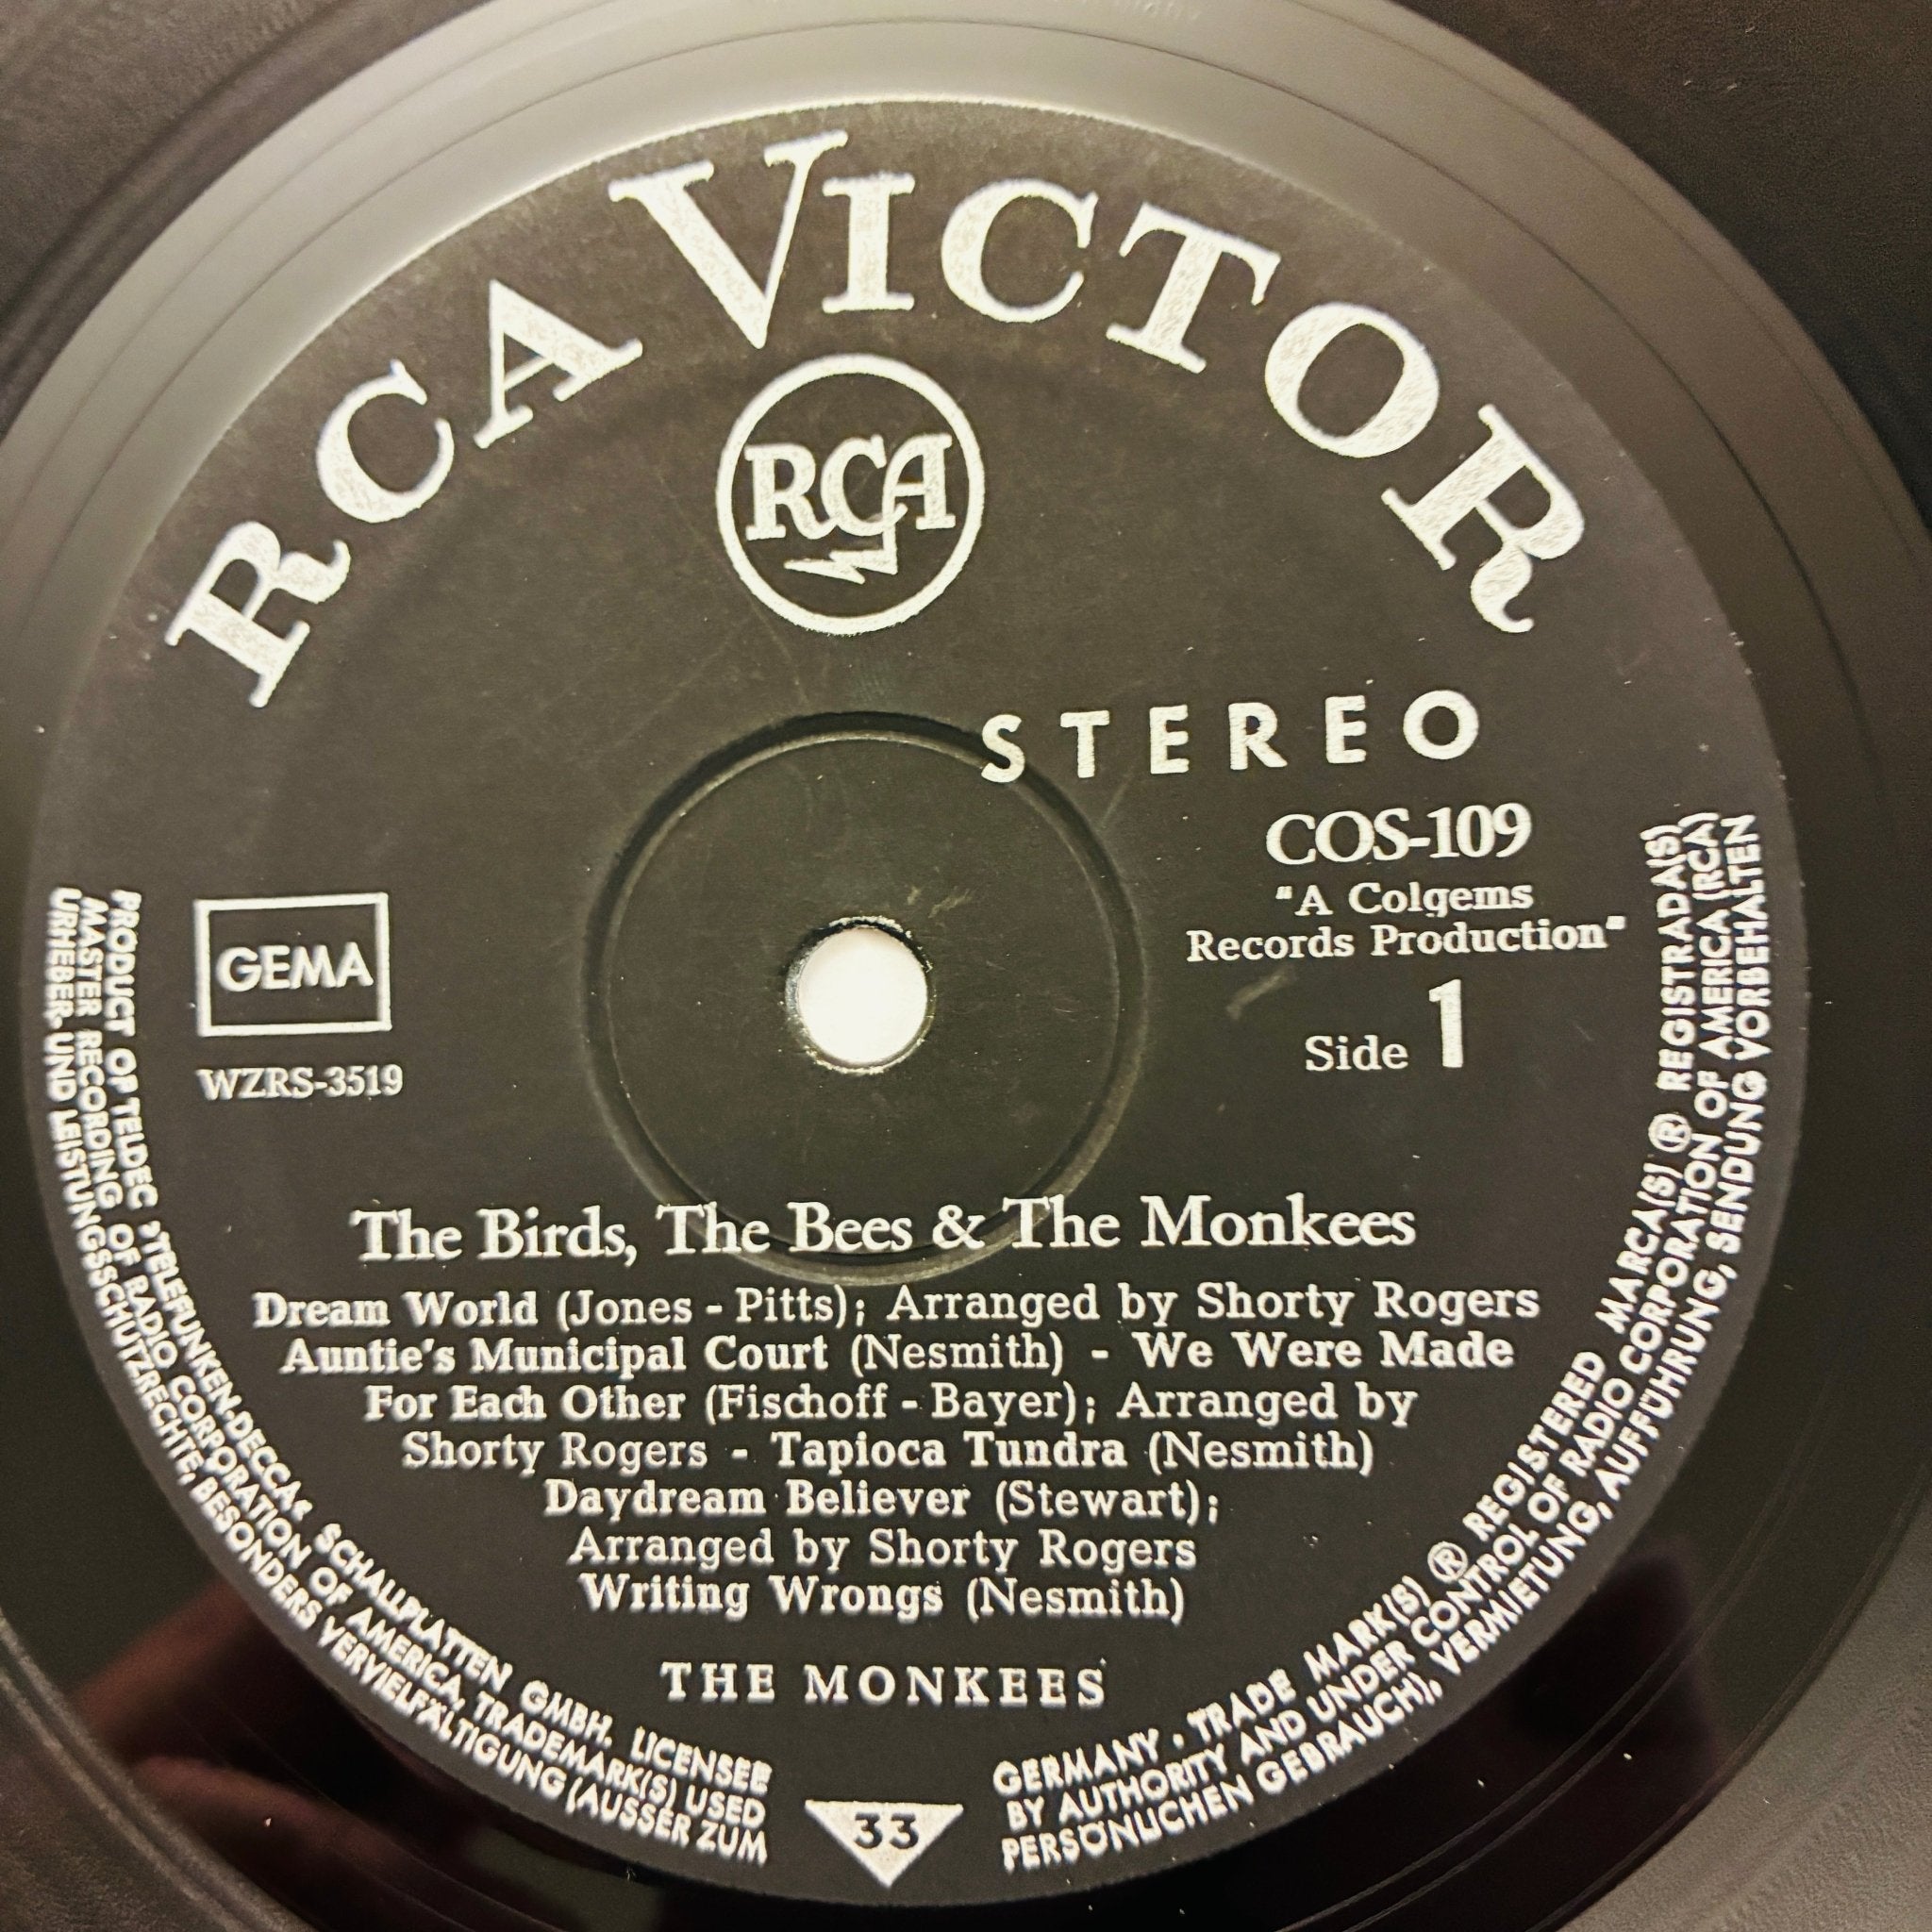 RCA VICTOR
RCA
STEREO
COS-109
"A Colgems
Records Production"
Side 1
GEMA
WZRS-3519
The Birds, The Bees & The Monkees
Dream World (Jones - Pitts); Arranged by Shorty Rogers
Auntie's Municipal Court (Nesmith) - We Were Made
For Each Other (Fischoff - Bayer); Arranged by
Shorty Rogers - Tapioca Tundra (Nesmith)
Daydream Believer (Stewart);
Arranged by Shorty Rogers
Writing Wrongs (Nesmith)
THE MONKEES
33
PRODUCT OF TELDEC »TELEFUNKEN-DECCA« SCHALLPLATTEN GMBH. LICENSEE
MASTER RECORDING OF RADIO CORPORATION OF AMERICA, TRADEMARK(S) USED
URHEBER- UND LEISTUNGSSCHUTZRECHTE, BESONDERS VERVIELFÄLTIGUNG (AUSSER ZUM
GERMANY · TRADE MARK(S) ® REGISTERED MARCA(S) ® REGISTRADA(S)
BY AUTHORITY AND UNDER CONTROL OF RADIO CORPORATION OF AMERICA (RCA)
PERSÖNLICHEN GEBRAUCH), VERMIETUNG, AUFFÜHRUNG, SENDUNG VORBEHALTEN